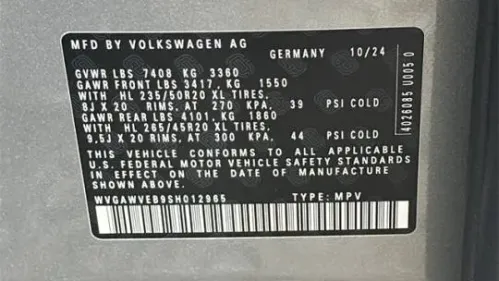 MFD BY VOLKSWAGEN AG
GERMANY 10/24
GVWR LBS 7408 KG 3360
GAWR FRONT LBS 3417, KG 1550
WITH HL 235/50R20 XL TIRES,
8J X 20 RIMS, AT 270 KPA, 39 PSI COLD
GAWR REAR LBS 4101, KG 1860
WITH HL 265/45R20 XL TIRES,
9,5J X 20 RIMS, AT 300 KPA, 44 PSI COLD
THIS VEHICLE CONFORMS TO ALL APPLICABLE
U.S. FEDERAL MOTOR VEHICLE SAFETY STANDARDS
IN EFFECT ON THE DATE OF MANUFACTURE
SHOWN ABOVE
WVGAWVEB9SH012965 TYPE: MPV
4026085 U005 0